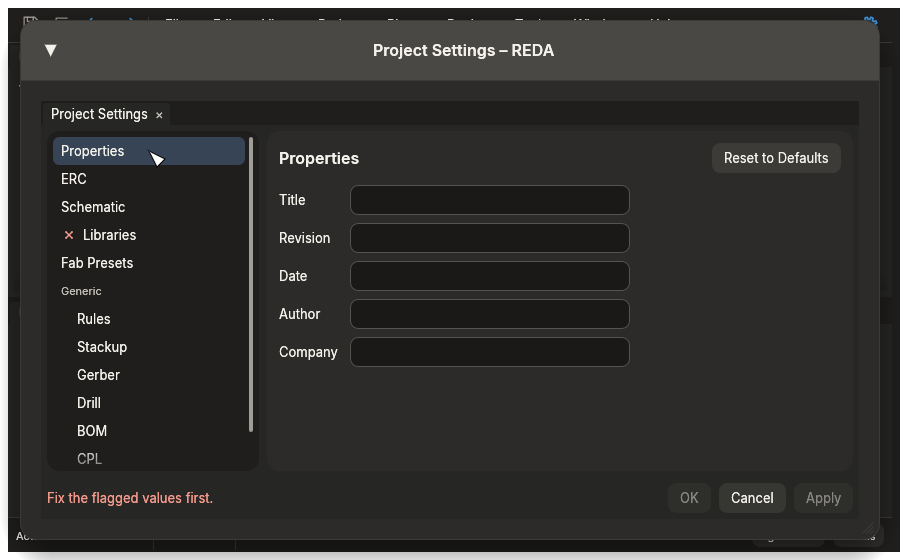 Project Settings – REDA
Project Settings ×
Properties
ERC
Schematic
× Libraries
Fab Presets
Generic
Rules
Stackup
Gerber
Drill
BOM
CPL
Properties
Reset to Defaults
Title
Revision
Date
Author
Company
Fix the flagged values first.
OK
Cancel
Apply